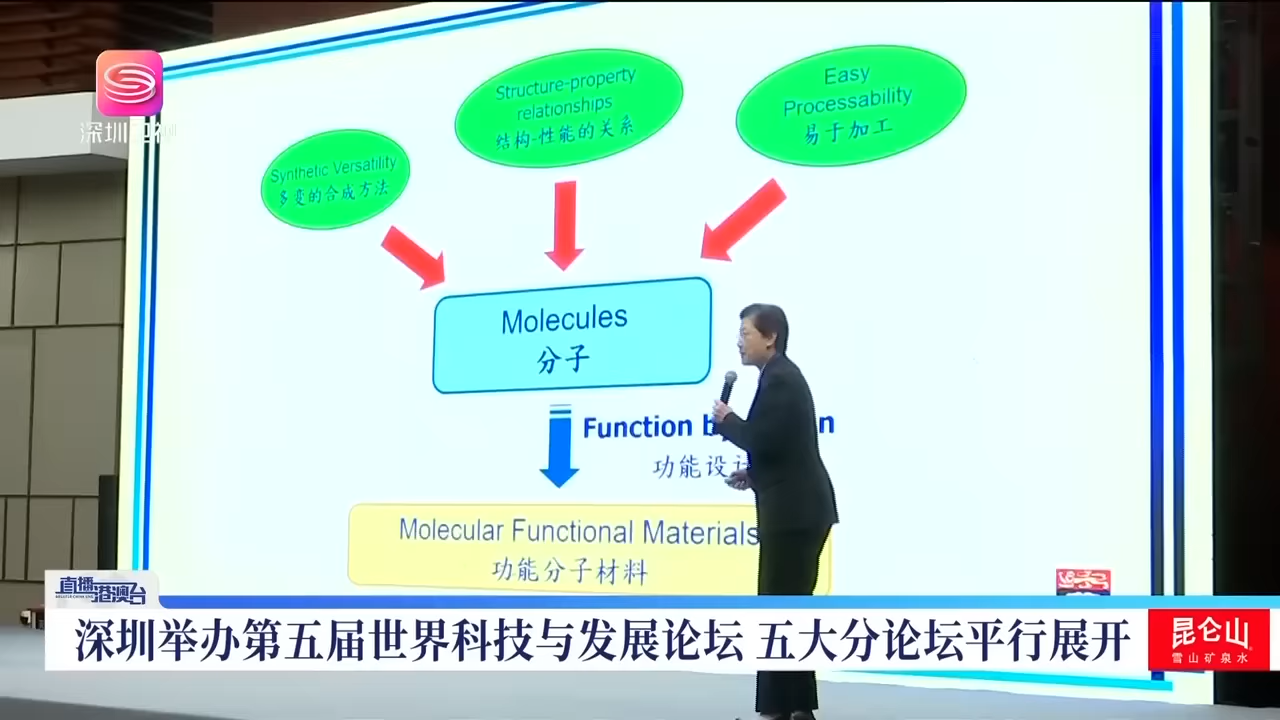 深圳卫视
Synthetic Versatility
多变的合成方法
Structure-property
relationships
结构-性能的关系
Easy
Processability
易于加工
Molecules
分子
Function
功能设计
Molecular Functional Materials
功能分子材料
直播港澳台
深圳举办第五届世界科技与发展论坛 五大分论坛平行展开
昆仑山
雪山矿泉水